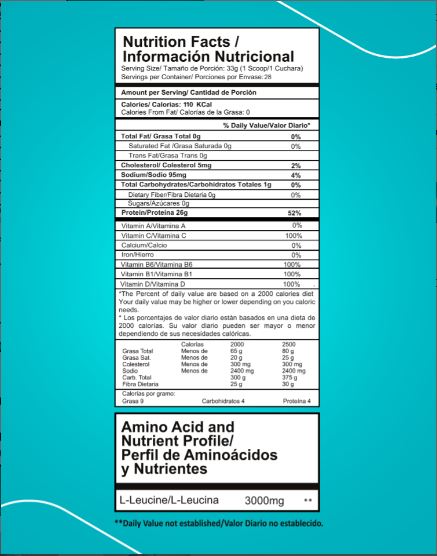 Nutrition Facts /
Información Nutricional
Serving Size/ Tamaño de Porción: 33g (1 Scoop/1 Cuchara)
Servings per Container/ Porciones por Envase:28
Amount per Serving/ Cantidad de Porción
Calories/ Calorias: 110 KCal
Calories From Fat/ Calorías de la Grasa: 0
% Daily Value/Valor Diario*
Total Fat/ Grasa Total 0g 0%
Saturated Fat /Grasa Saturada 0g 0%
Trans Fat/Grasa Trans 0g
Cholesterol/ Colesterol 5mg 2%
Sodium/Sodio 95mg 4%
Total Carbohydrates/Carbohidratos Totales 1g 0%
Dietary Fiber/Fibra Dietaria 0g 0%
Sugars/Azúcares 0g
Protein/Proteina 26g 52%
Vitamin A/Vitamina A 0%
Vitamin C/Vitamina C 100%
Calcium/Calcio 0%
Iron/Hierro 0%
Vitamin B6/Vitamina B6 100%
Vitamin B1/Vitamina B1 100%
Vitamin D/Vitamina D 100% .
*The Percent of daily value are based on a 2000 calories diet
Your daily value may be higher or lower depending on you caloric
needs.
* Los porcentajes de valor diario están basados en una dieta de
2000 calorías. Su valor diario pueden ser mayor o menor
dependiendo de sus necesidades calóricas.
Calorías 2000 2500
Grasa Total Menos de 65 g 80 g
Grasa Sat. Menos de 20 g 25 g
Colesterol Menos de 300 mg 300 mg
Sodio Menos de 2400 mg 2400 mg
Carb. Total 300 g 375 g
Fibra Dietaria 25 g 30 g
Calorías por gramo:
Grasa 9 Carbohidratos 4 Proteína 4
Amino Acid and
Nutrient Profile/
Perfil de Aminoácidos
y Nutrientes
L-Leucine/L-Leucina 3000mg **
**Daily Value not established/Valor Diario no establecido.